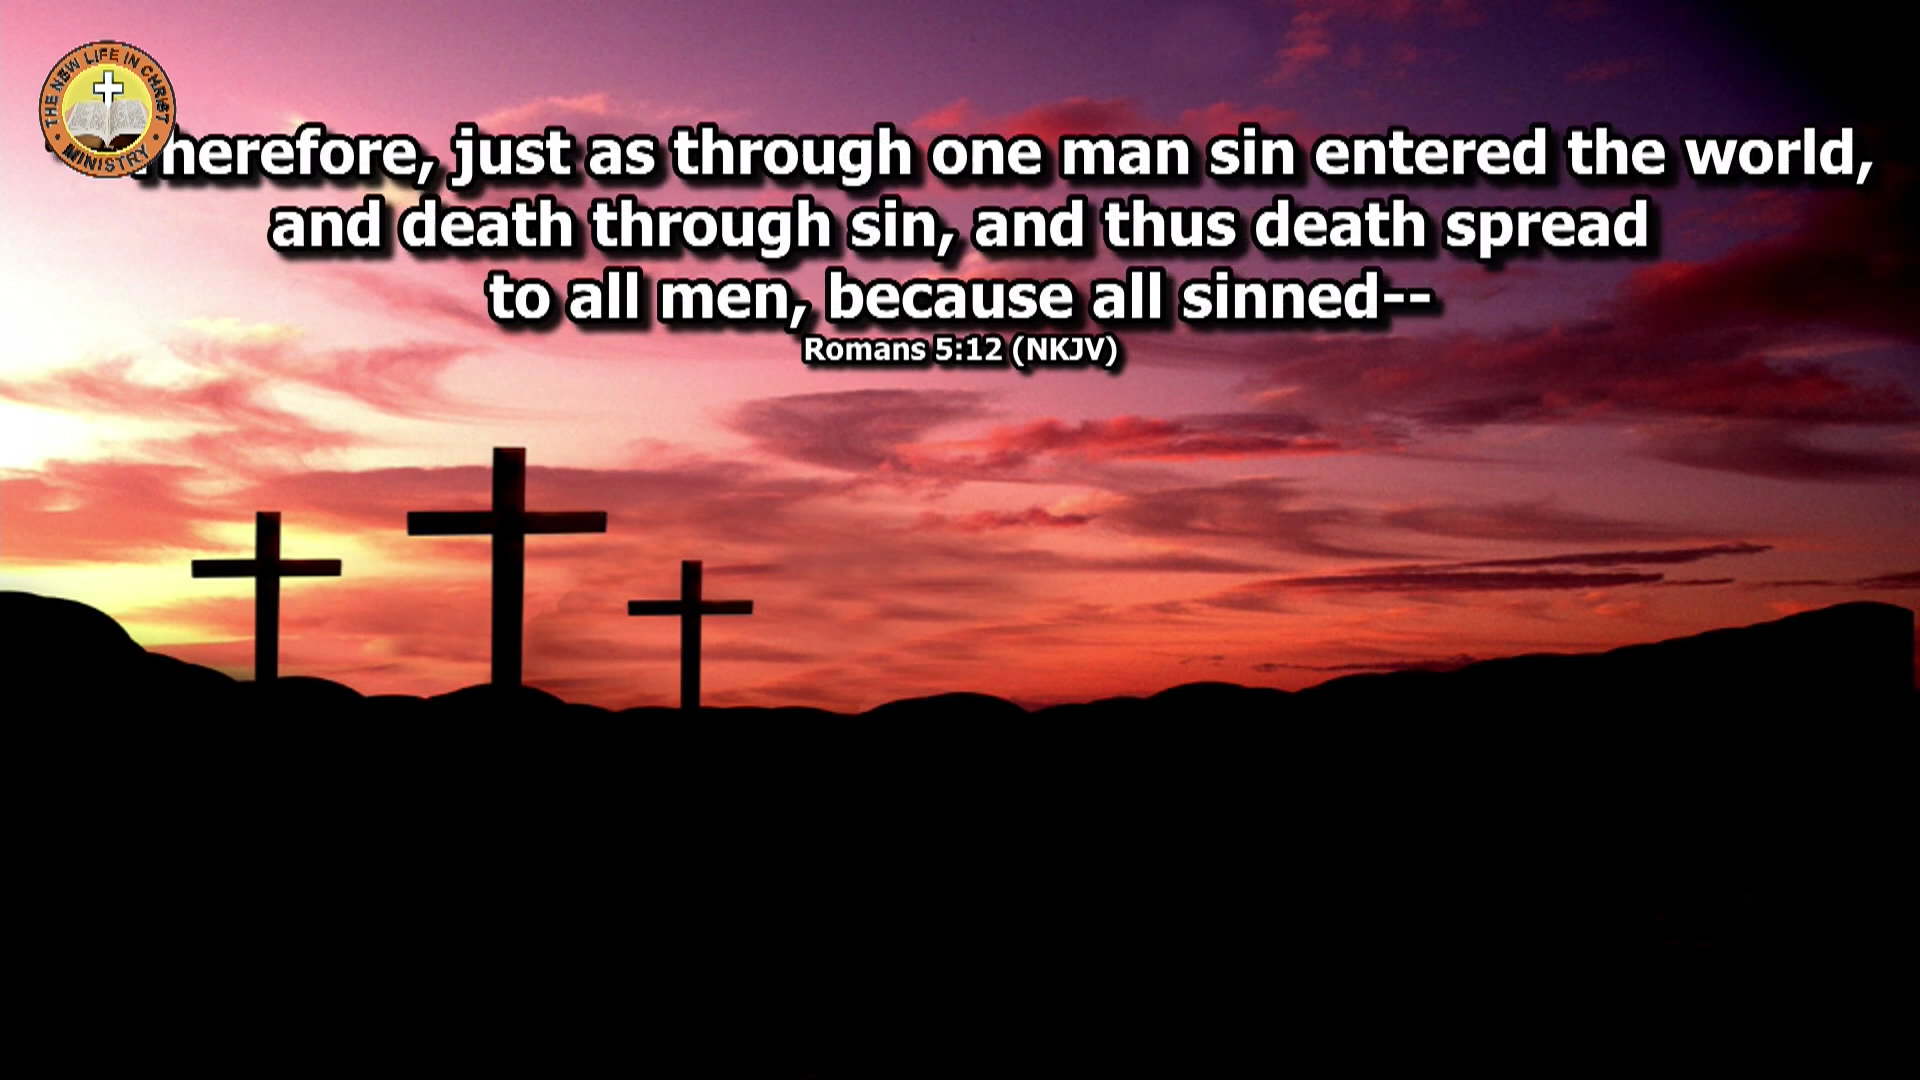 THE NEW LIFE IN CHRIST
MINISTRY
Therefore, just as through one man sin entered the world,
and death through sin, and thus death spread
to all men, because all sinned--
Romans 5:12 (NKJV)